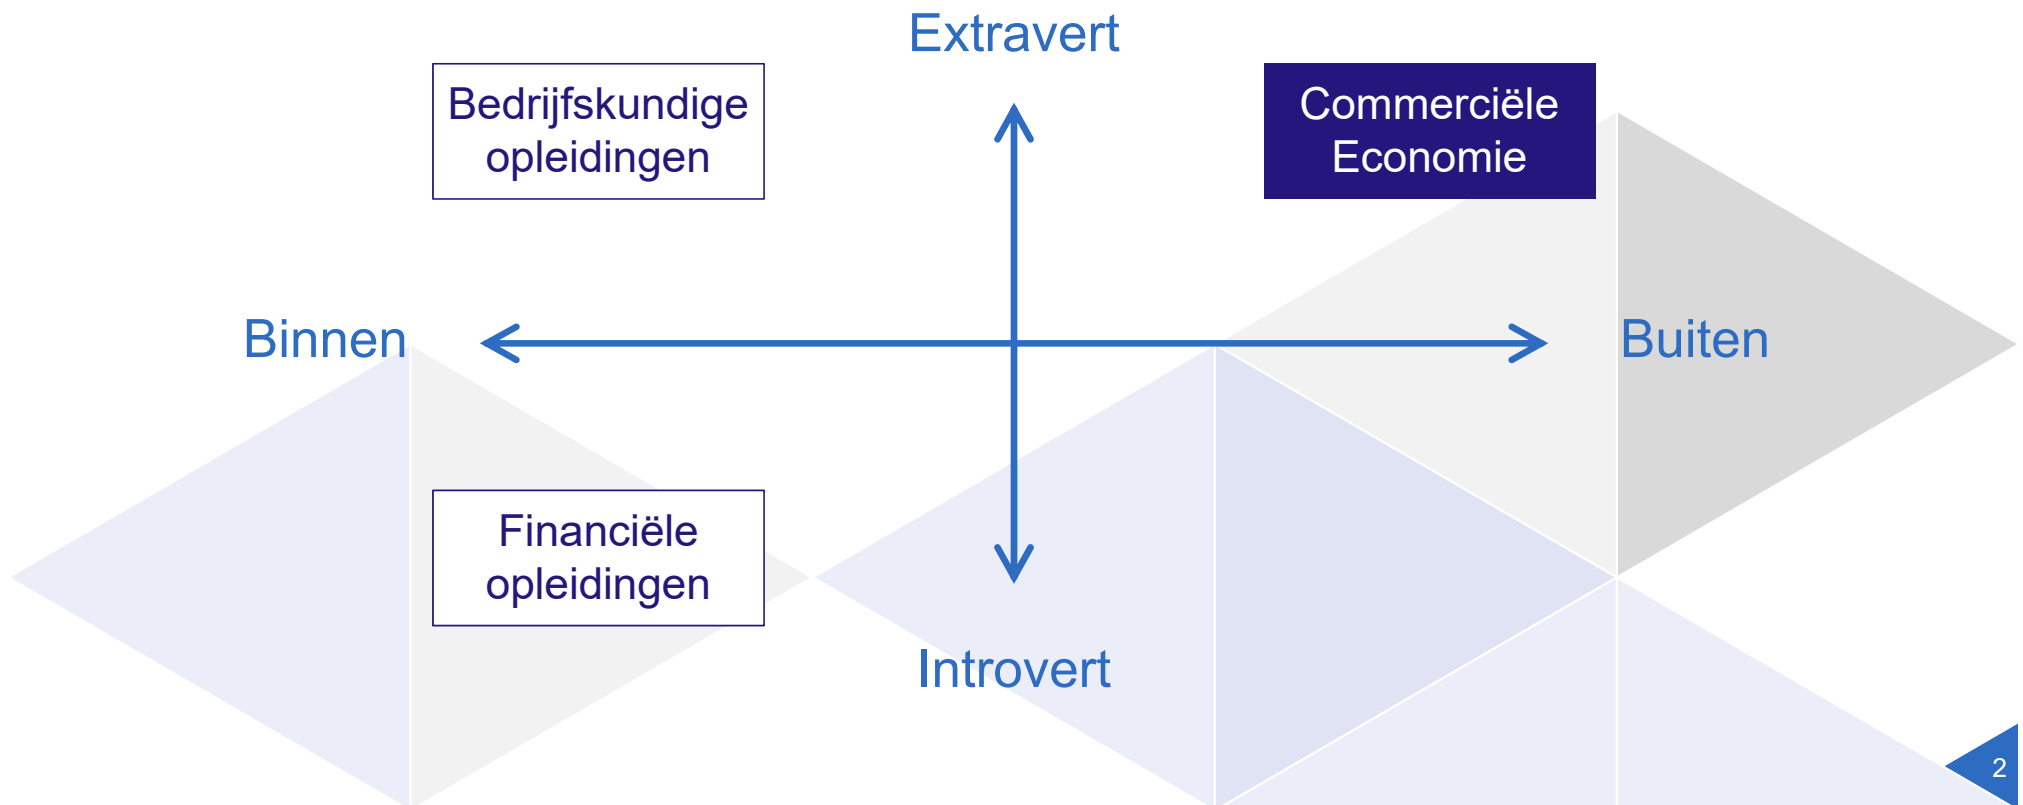 Extravert
Bedrijfskundige
opleidingen
Commerciële
Economie
Binnen
Buiten
Financiële
opleidingen
Introvert
2